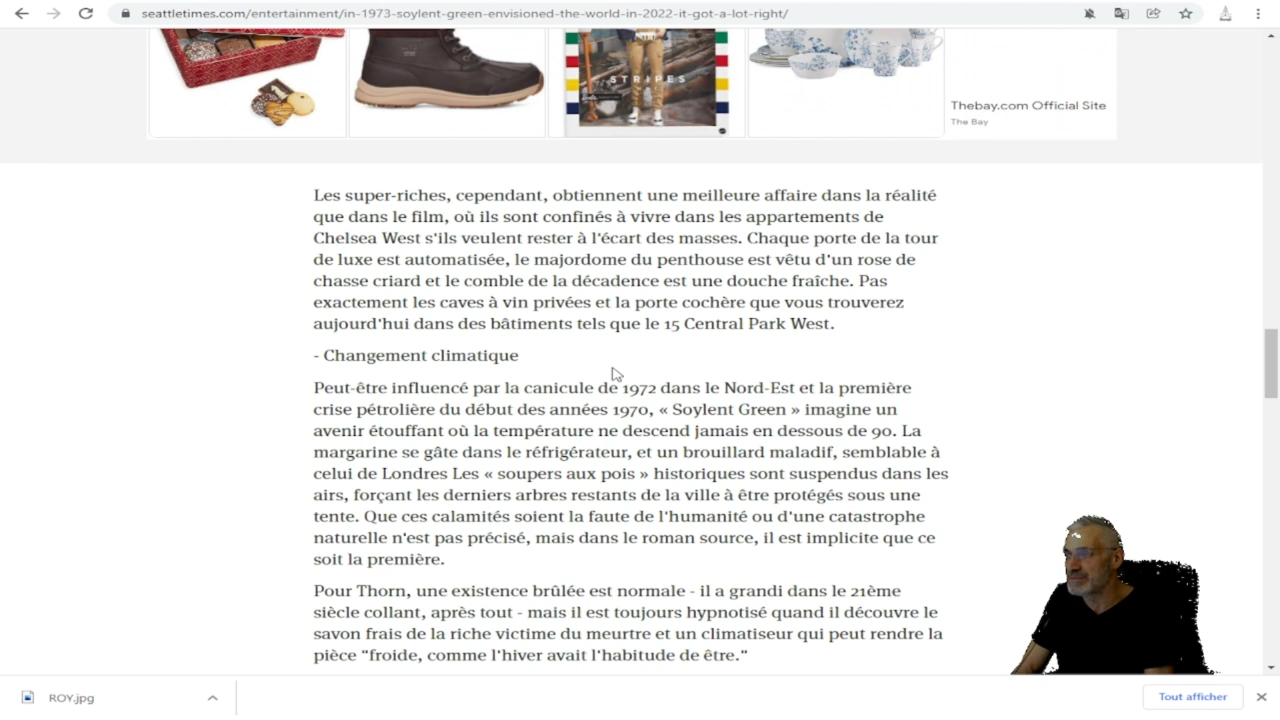 seattletimes.com/entertainment/in-1973-soylent-green-envisioned-the-world-in-2022-it-got-a-lot-right/
STRIPES
Thebay.com Official Site
The Bay
Les super-riches, cependant, obtiennent une meilleure affaire dans la réalité
que dans le film, où ils sont confinés à vivre dans les appartements de
Chelsea West s'ils veulent rester à l'écart des masses. Chaque porte de la tour
de luxe est automatisée, le majordome du penthouse est vêtu d'un rose de
chasse criard et le comble de la décadence est une douche fraîche. Pas
exactement les caves à vin privées et la porte cochère que vous trouverez
aujourd'hui dans des bâtiments tels que le 15 Central Park West.
- Changement climatique
Peut-être influencé par la canicule de 1972 dans le Nord-Est et la première
crise pétrolière du début des années 1970, « Soylent Green » imagine un
avenir étouffant où la température ne descend jamais en dessous de 90. La
margarine se gâte dans le réfrigérateur, et un brouillard maladif, semblable à
celui de Londres Les « soupers aux pois » historiques sont suspendus dans les
airs, forçant les derniers arbres restants de la ville à être protégés sous une
tente. Que ces calamités soient la faute de l'humanité ou d'une catastrophe
naturelle n'est pas précisé, mais dans le roman source, il est implicite que ce
soit la première.
Pour Thorn, une existence brûlée est normale - il a grandi dans le 21ème
siècle collant, après tout - mais il est toujours hypnotisé quand il découvre le
savon frais de la riche victime du meurtre et un climatiseur qui peut rendre la
pièce "froide, comme l'hiver avait l'habitude de être."
ROY.jpg
Tout afficher